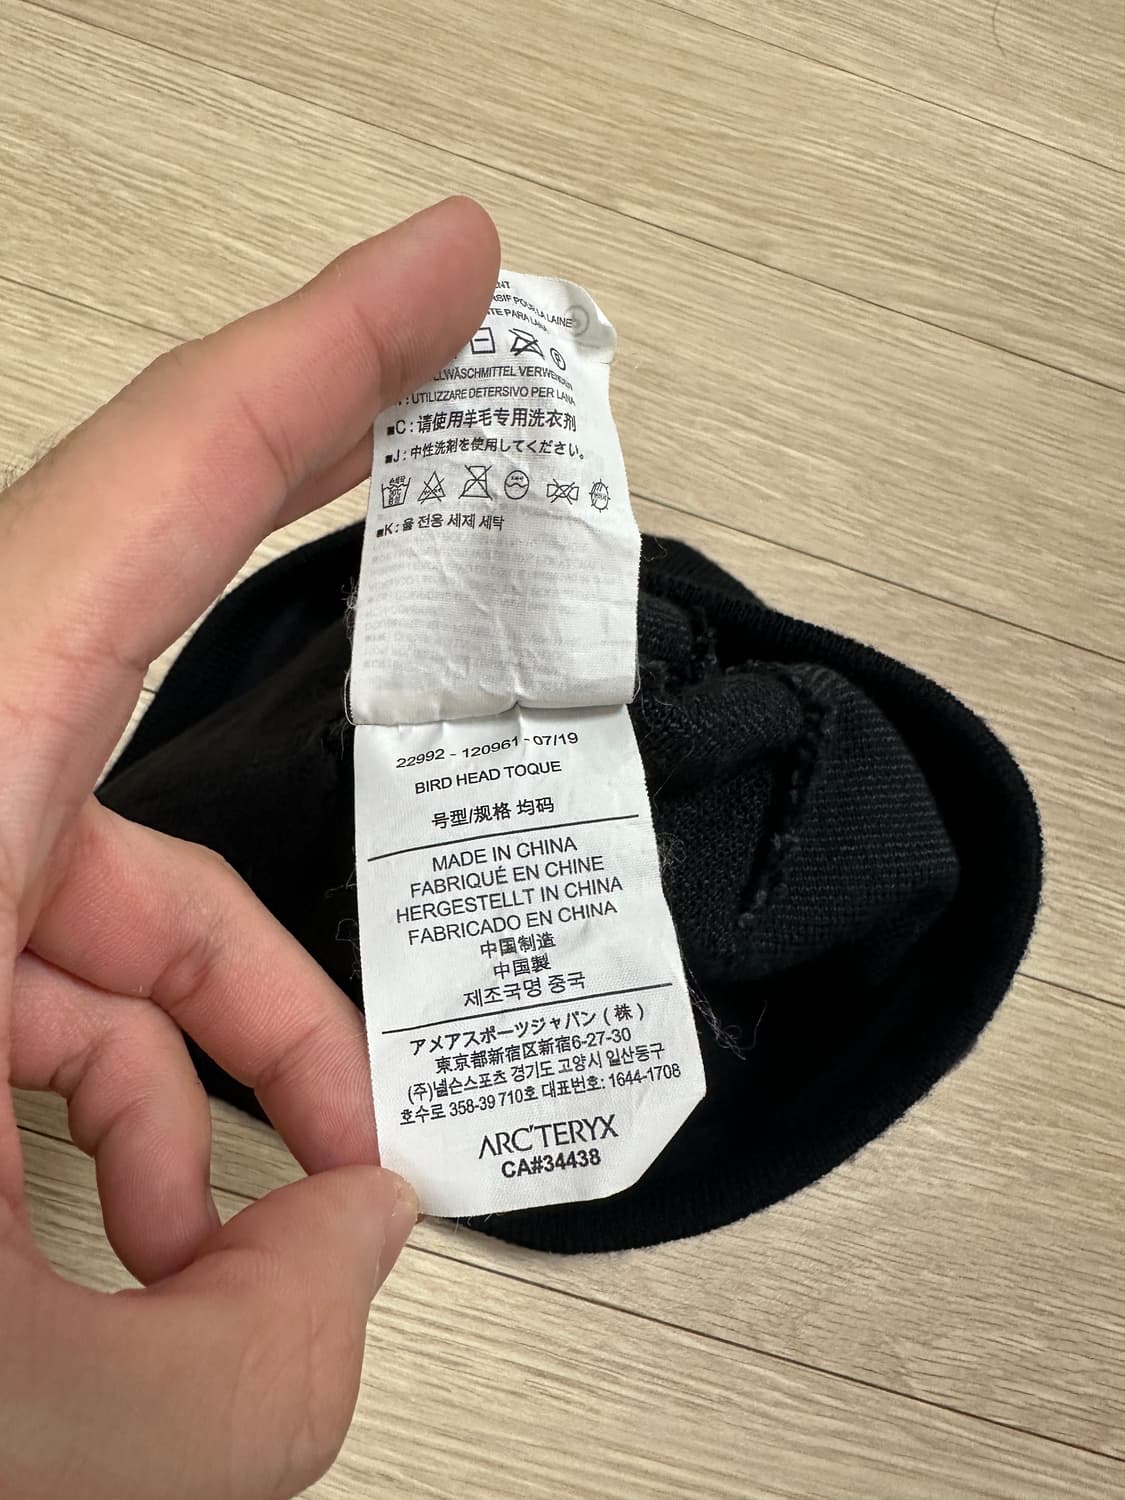 POUR LA LAINE
PARA LANA
P
VERWENDEN
: UTILIZZARE DETERSIVO PER LANA
■C : 请使用羊毛专用洗衣剂
■J : 中性洗剤を使用してください。
■K : 울 전용 세제 세탁
22992 - 120961 - 07/19
BIRD HEAD TOQUE
号型/规格 均码
MADE IN CHINA
FABRIQUÉ EN CHINE
HERGESTELLT IN CHINA
FABRICADO EN CHINA
中国制造
中国製
제조국명 중국
アメアスポーツジャパン ( 株 )
東京都新宿区新宿6-27-30
(주)넬슨스포츠 경기도 고양시 일산동구
호수로 358-39 710호 대표번호: 1644-1708
ARC'TERYX
CA#34438